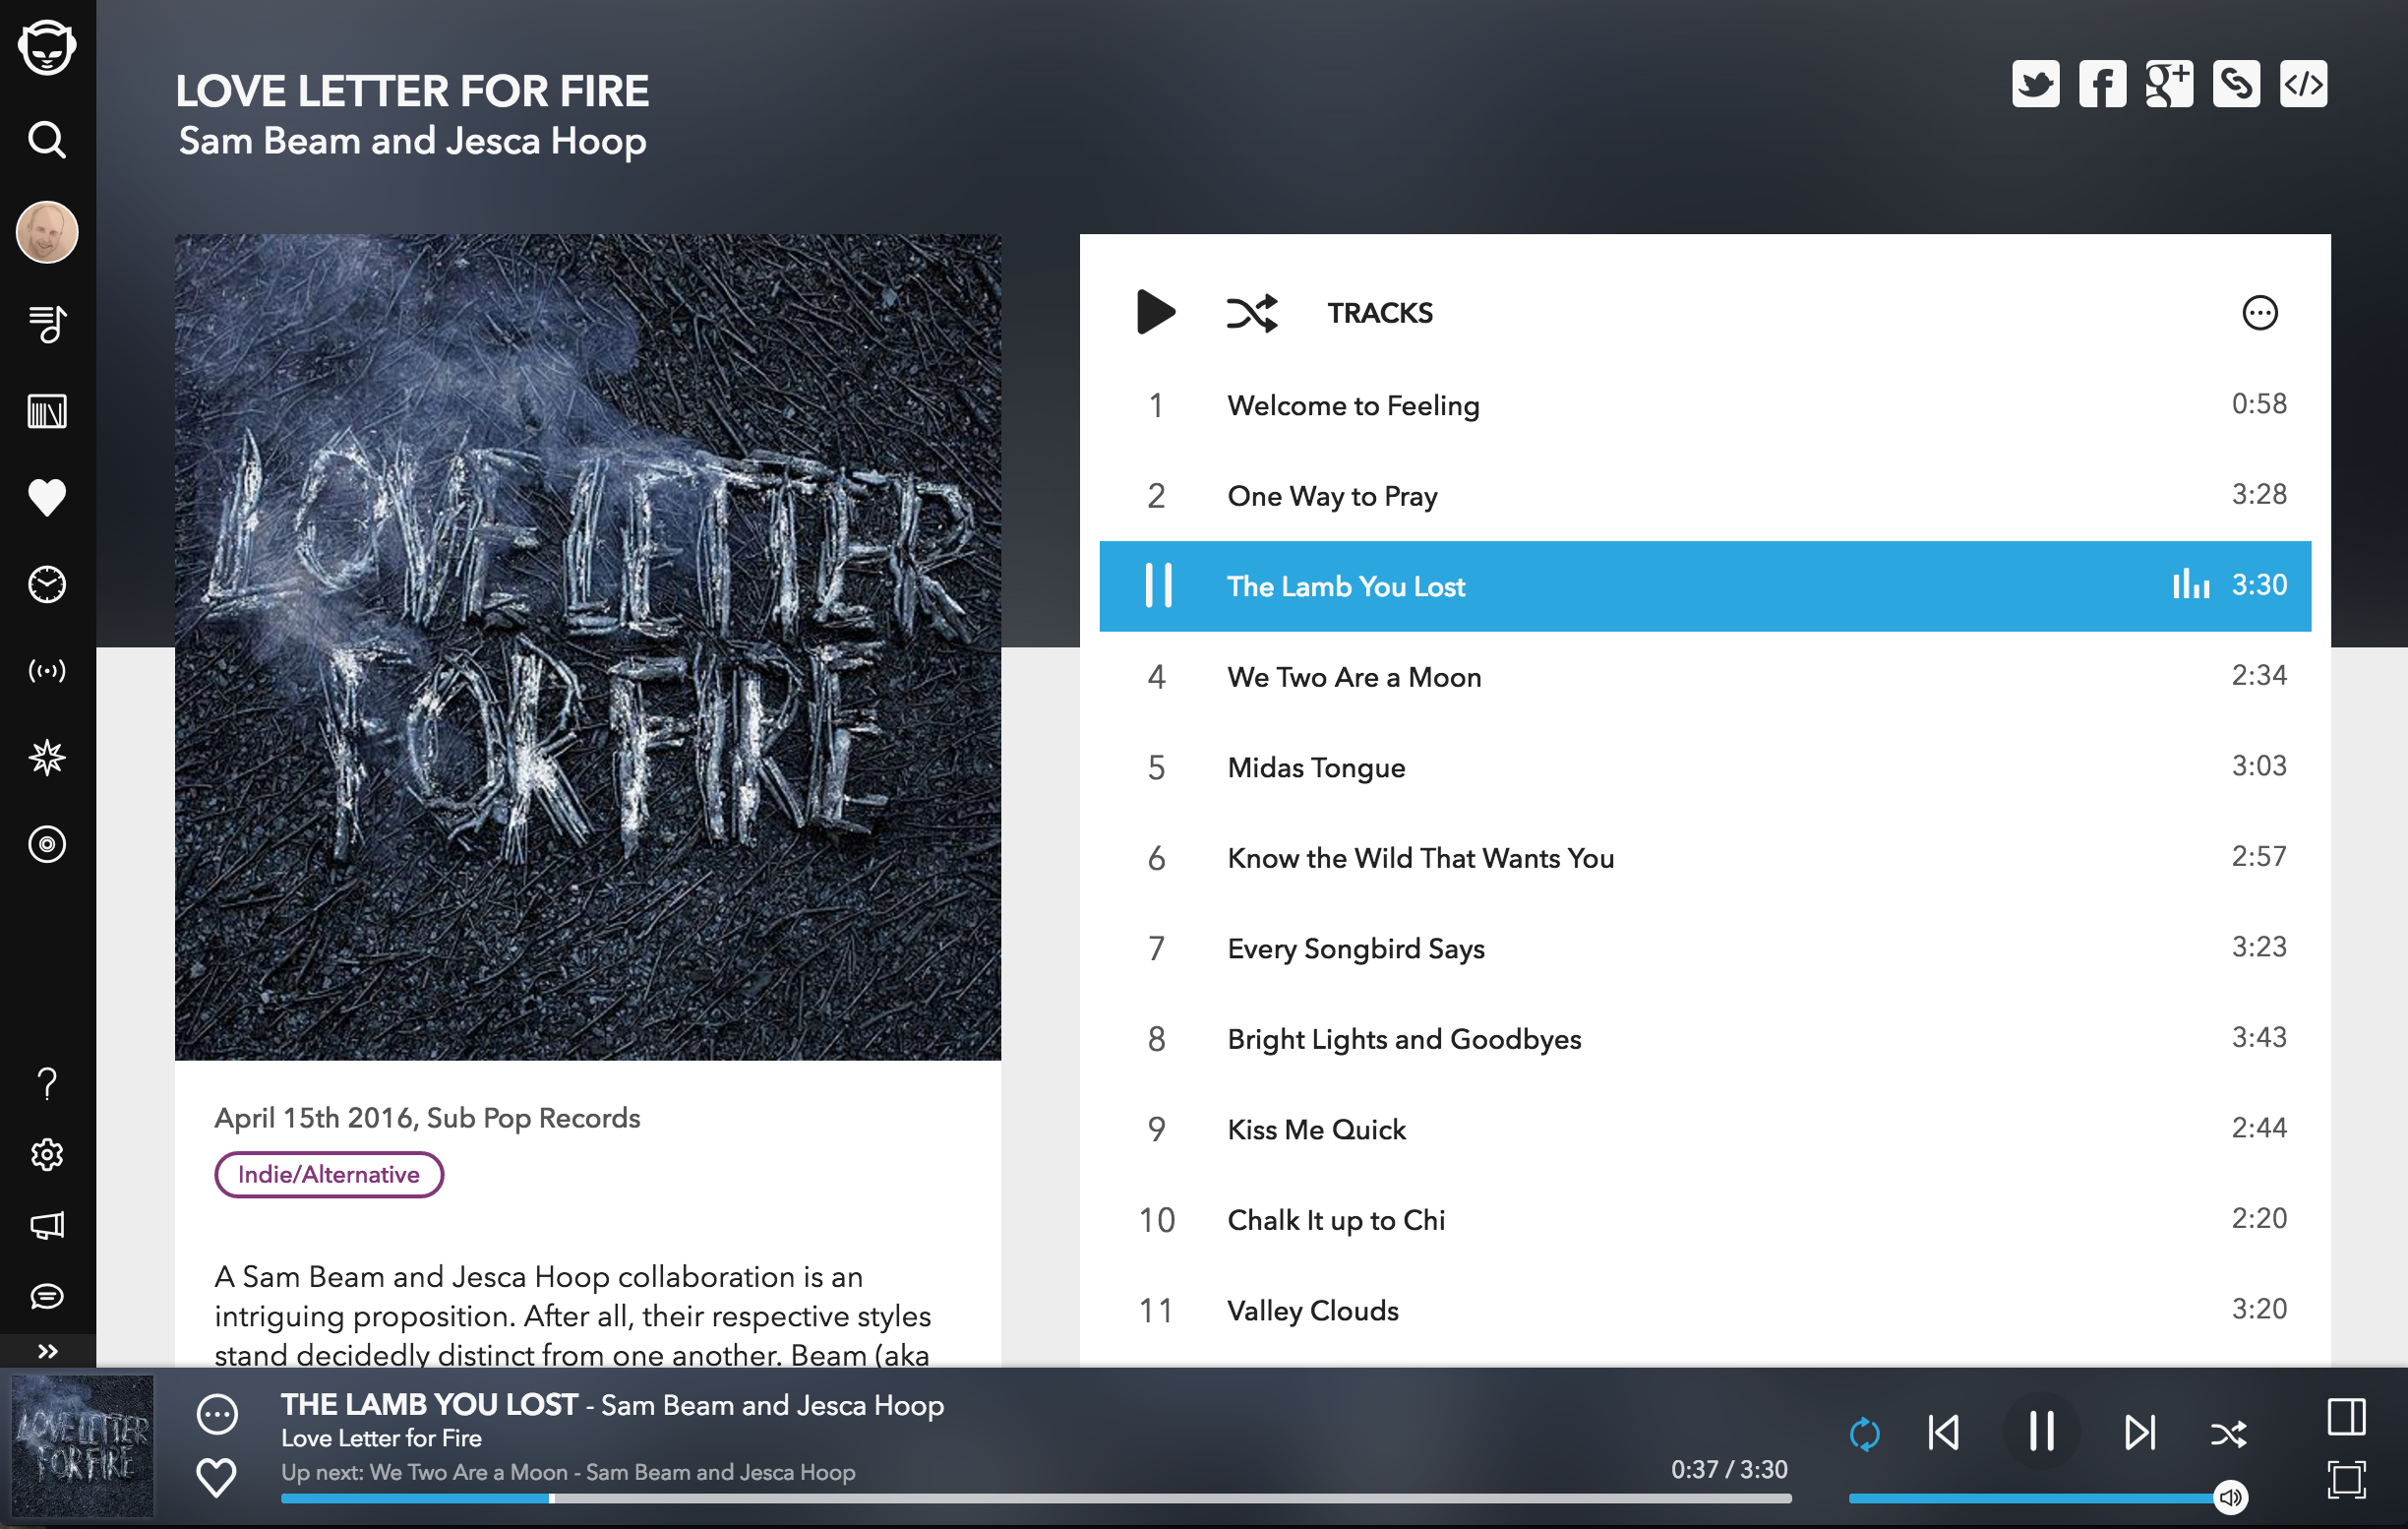 LOVE LETTER FOR FIRE
Sam Beam and Jesca Hoop
LOVE LETTER
FOR FIRE
April 15th 2016, Sub Pop Records
Indie/Alternative
A Sam Beam and Jesca Hoop collaboration is an
intriguing proposition. After all, their respective styles
stand decidedly distinct from one another. Beam (aka
TRACKS
1 Welcome to Feeling 0:58
2 One Way to Pray 3:28
The Lamb You Lost 3:30
4 We Two Are a Moon 2:34
5 Midas Tongue 3:03
6 Know the Wild That Wants You 2:57
7 Every Songbird Says 3:23
8 Bright Lights and Goodbyes 3:43
9 Kiss Me Quick 2:44
10 Chalk It up to Chi 2:20
11 Valley Clouds 3:20
LOVE LETTER
FOR FIRE
THE LAMB YOU LOST - Sam Beam and Jesca Hoop
Love Letter for Fire
Up next: We Two Are a Moon - Sam Beam and Jesca Hoop
0:37 / 3:30